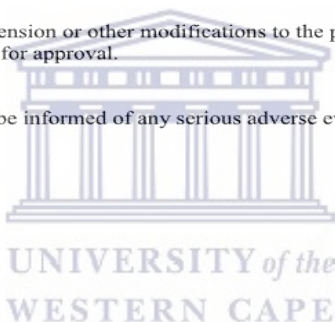 ension or other modifications to the p
for approval.
be informed of any serious adverse ev
UNIVERSITY of the
WESTERN CAPE